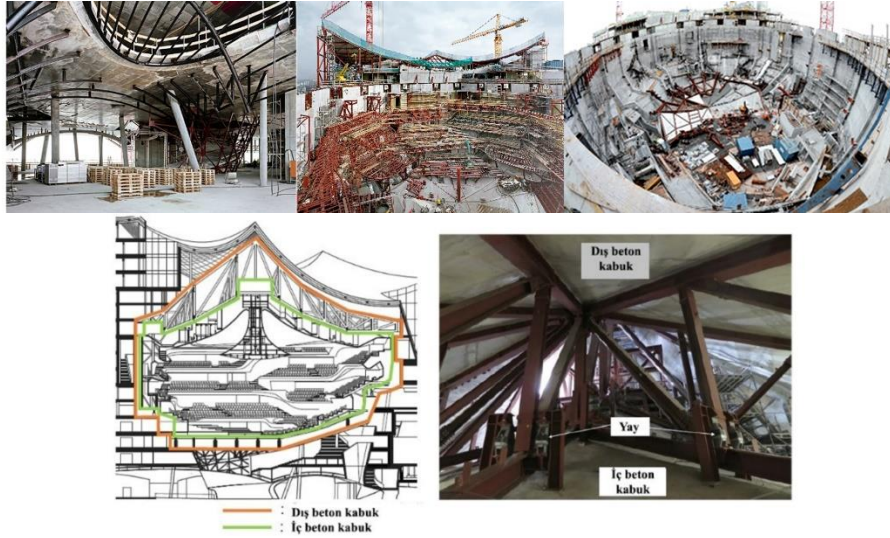 Dış beton
kabuk
Yay
İç beton
kabuk
: Dış beton kabuk
: İç beton kabuk